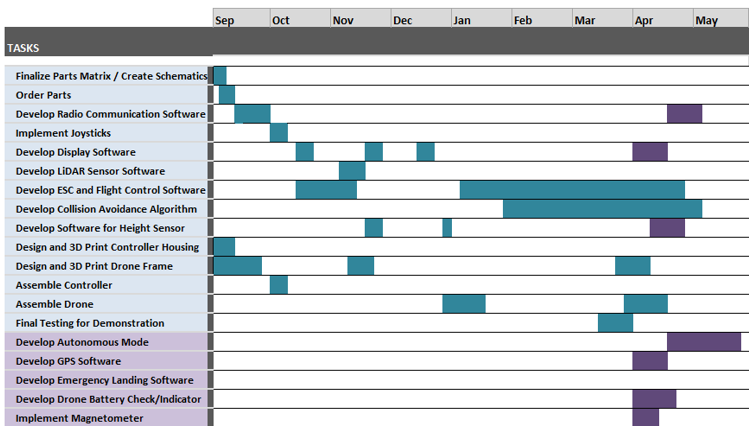 Sep Oct Nov Dec Jan Feb Mar Apr May
TASKS
Finalize Parts Matrix / Create Schematics
Order Parts
Develop Radio Communication Software
Implement Joysticks
Develop Display Software
Develop LiDAR Sensor Software
Develop ESC and Flight Control Software
Develop Collision Avoidance Algorithm
Develop Software for Height Sensor
Design and 3D Print Controller Housing
Design and 3D Print Drone Frame
Assemble Controller
Assemble Drone
Final Testing for Demonstration
Develop Autonomous Mode
Develop GPS Software
Develop Emergency Landing Software
Develop Drone Battery Check/Indicator
Implement Magnetometer